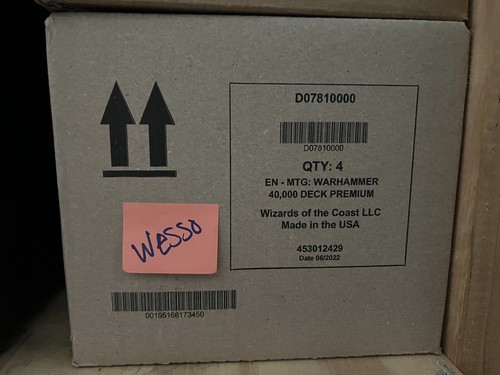 D07810000
D07810000
QTY: 4
EN - MTG: WARHAMMER
40,000 DECK PREMIUM
Wizards of the Coast LLC
Made in the USA
453012429
Date 06/2022
wesso
00195166173450